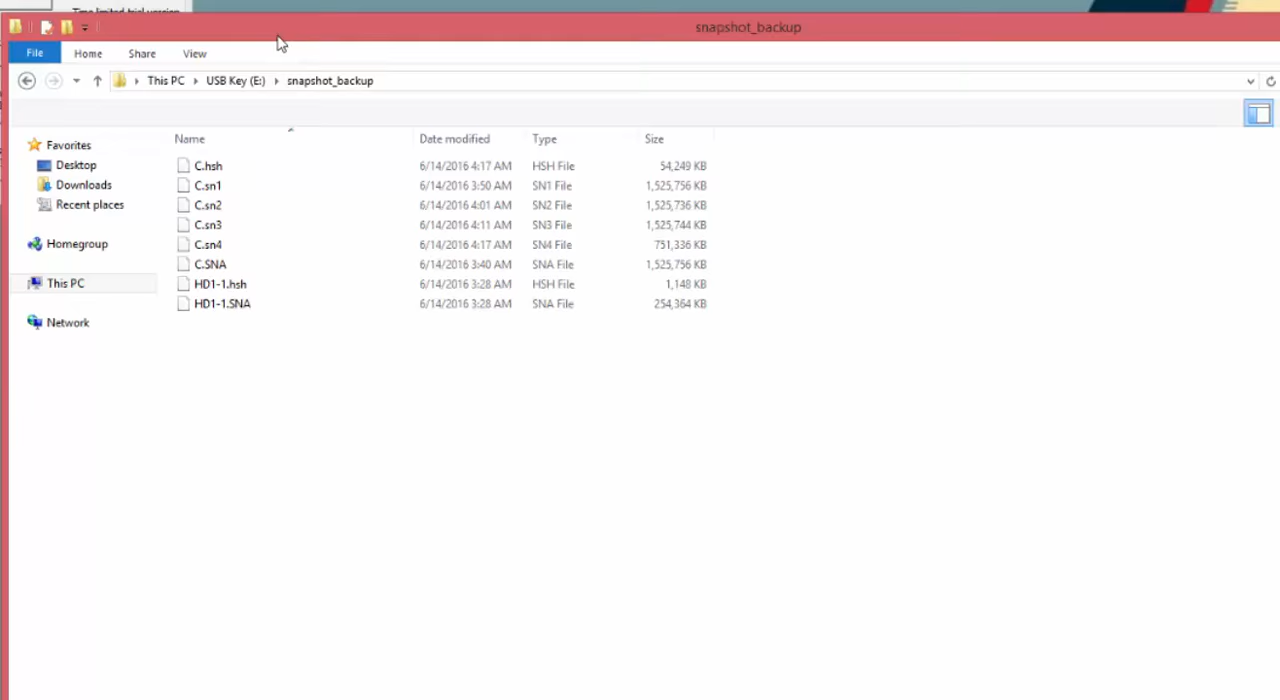 Time limited trial version
snapshot_backup
File Home Share View
This PC USB Key (E:) snapshot_backup
Name Date modified Type Size
Favorites
Desktop
Downloads
Recent places
Homegroup
This PC
Network
C.hsh 6/14/2016 4:17 AM HSH File 54,249 KB
C.sn1 6/14/2016 3:50 AM SN1 File 1,525,756 KB
C.sn2 6/14/2016 4:01 AM SN2 File 1,525,736 KB
C.sn3 6/14/2016 4:11 AM SN3 File 1,525,744 KB
C.sn4 6/14/2016 4:17 AM SN4 File 751,336 KB
C.SNA 6/14/2016 3:40 AM SNA File 1,525,756 KB
HD1-1.hsh 6/14/2016 3:28 AM HSH File 1,148 KB
HD1-1.SNA 6/14/2016 3:28 AM SNA File 254,364 KB